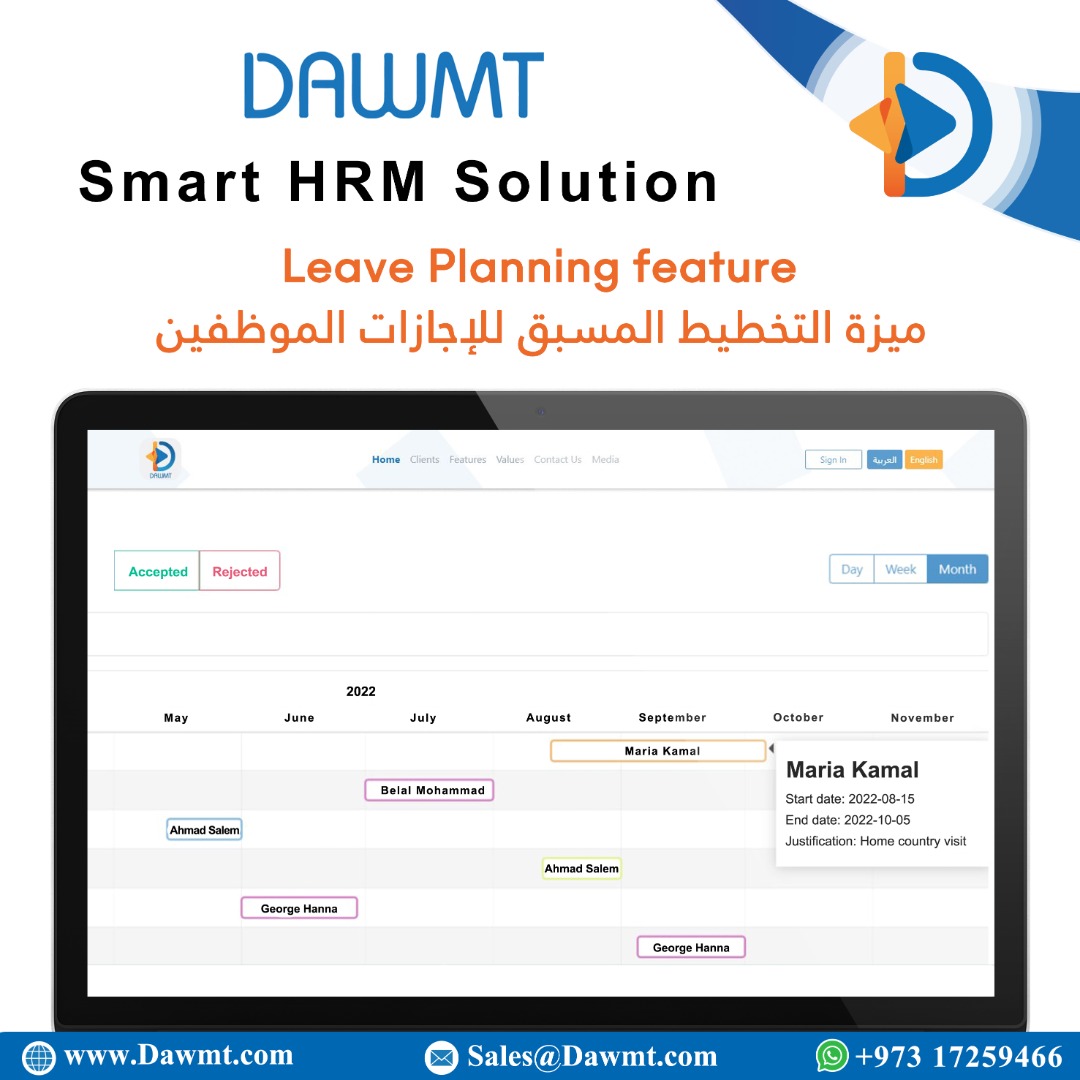 DAWMT
Smart HRM Solution
Leave Planning feature
ميزة التخطيط المسبق للإجازات الموظفين
DAWMT
Home Clients Features Values Contact Us Media
Sign In العربية English
Accepted Rejected
Day Week Month
2022
May June July August September October November
Maria Kamal
Maria Kamal
Start date: 2022-08-15
End date: 2022-10-05
Justification: Home country visit
Belal Mohammad
Ahmad Salem
Ahmad Salem
George Hanna
George Hanna
www.Dawmt.com Sales@Dawmt.com +973 17259466